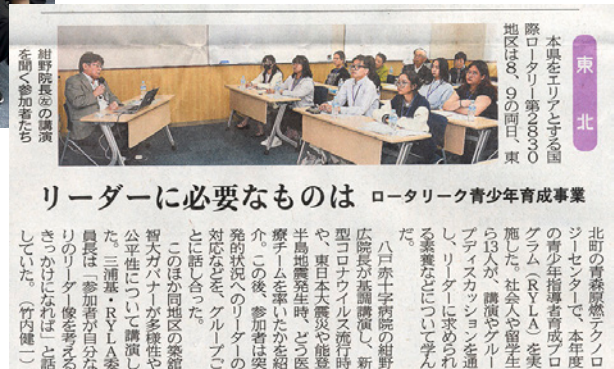 東北
本県をエリアとする国
際ロータリー第2830
地区は8、9の両日、東
紺野院長㊧の講演
を聞く参加者たち
リーダーに必要なものは
ロータリーク青少年育成事業
北町の青森原燃テクノロ
ジーセンターで、本年度
の青少年指導者育成プロ
グラム（RYLA）を実
施した。社会人や留学生
ら13人が、講演やグルー
プディスカッションを通
し、リーダーに求められ
る素養などについて学ん
だ。
八戸赤十字病院の紺野
広院長が基調講演し、新
型コロナウイルス流行時
や、東日本大震災や能登
半島地震発生時、どう医
療チームを率いたかを紹
介。この後、参加者は突
発的状況へのリーダーの
対応などを、グループご
とに話し合った。
このほか同地区の築舘
智大ガバナーが多様性や
公平性について講演し
た。三浦基・RYLA委
員長は「参加者が自分な
りのリーダー像を考える
きっかけになれば」と話
していた。（竹内健一）